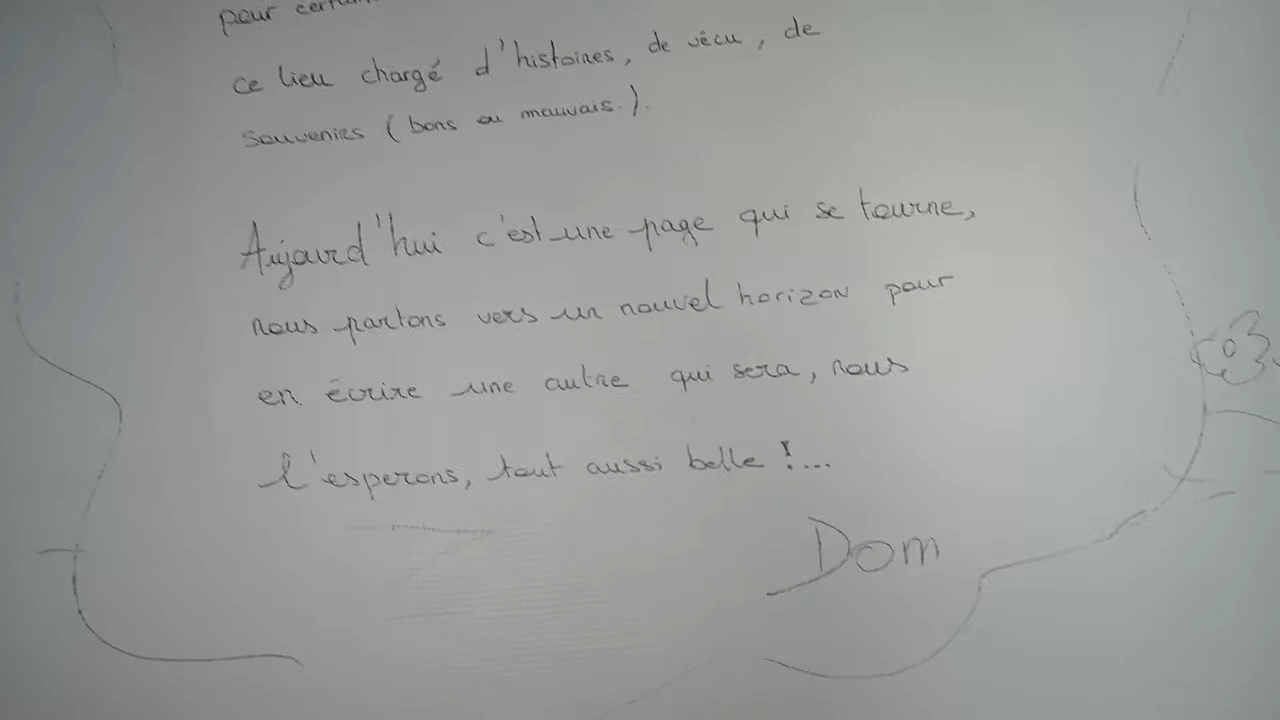 pour certain
ce lieu chargé d'histoires, de vécu, de
souvenirs (bons ou mauvais.).
Aujourd'hui c'est une page qui se tourne,
nous partons vers un nouvel horizon pour
en écrire une autre qui sera, nous
l'esperons, tout aussi belle !...
Dom